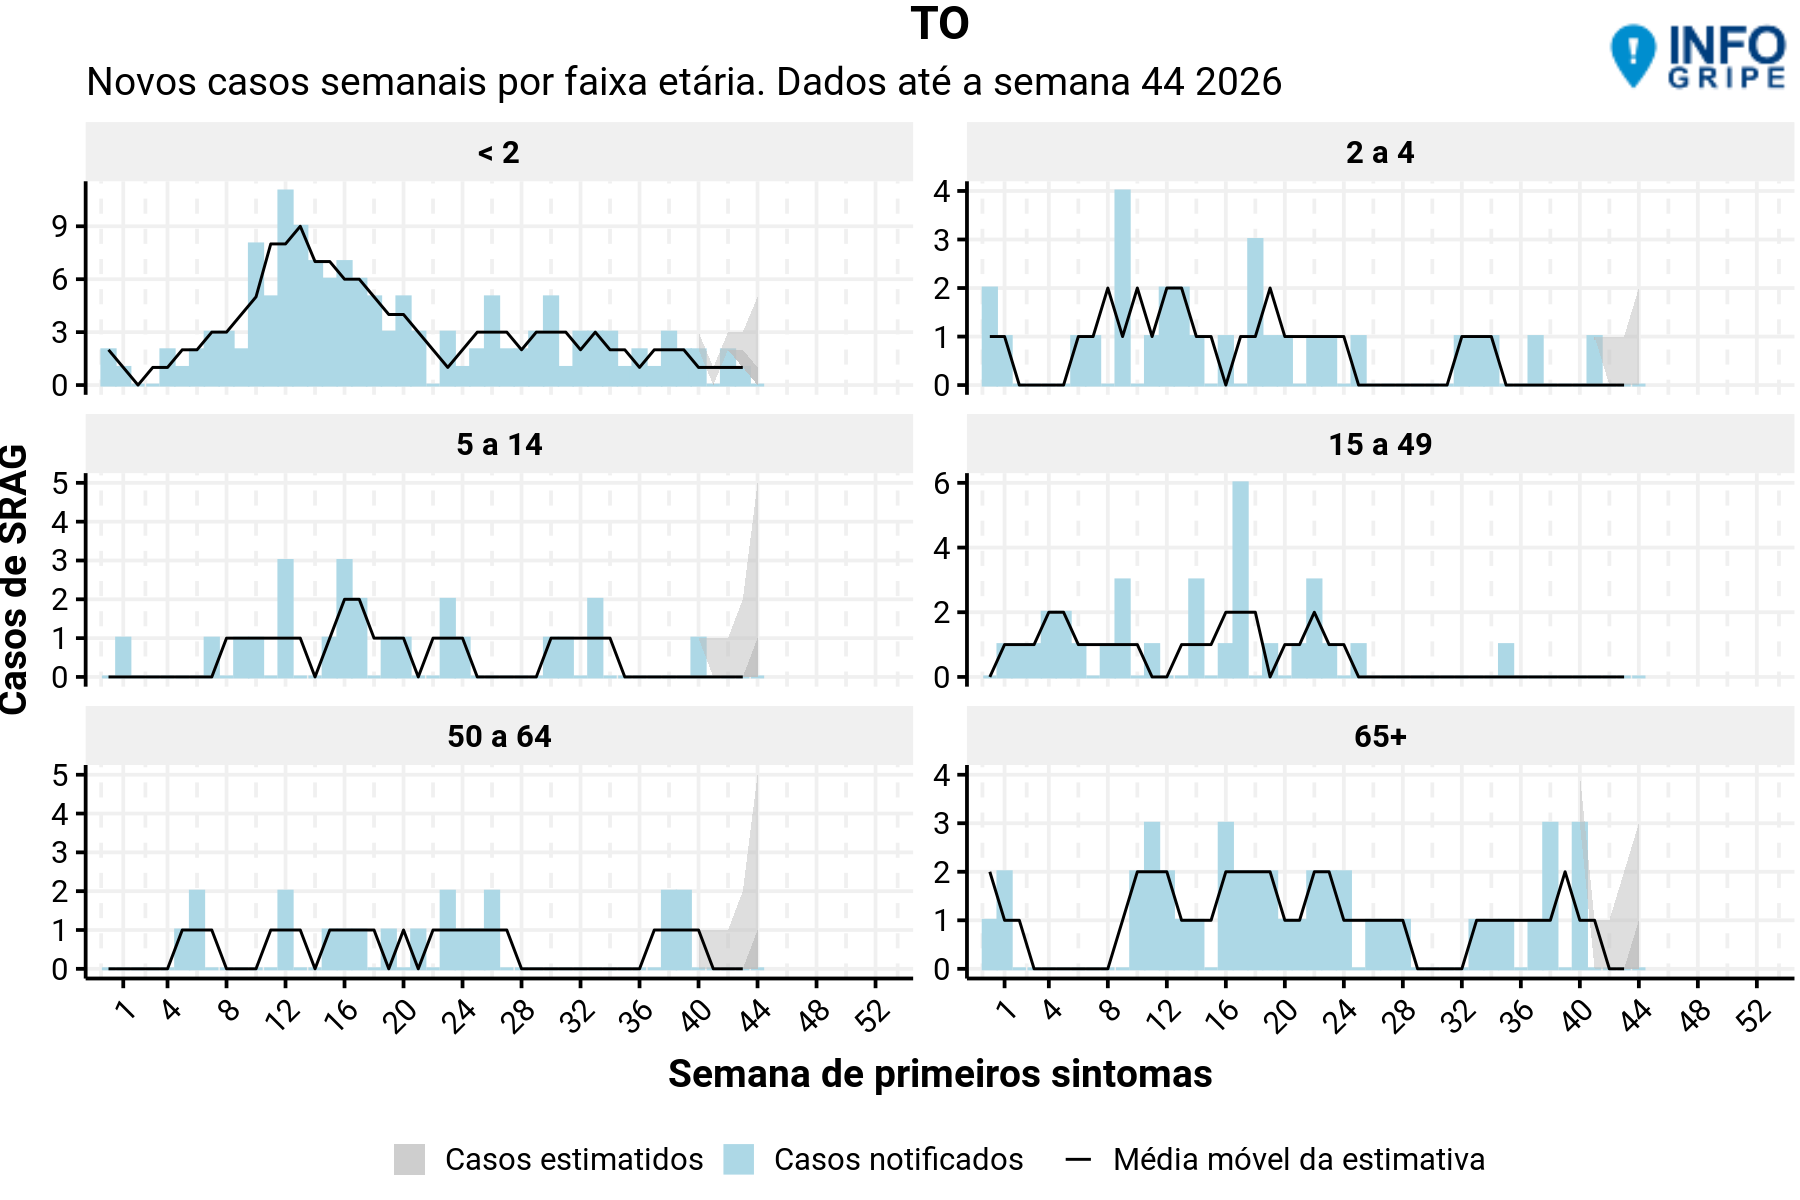 TO
INFO
GRIPE
Novos casos semanais por faixa etária. Dados até a semana 44 2026
< 2
2 a 4
9
6
3
0
4
3
2
1
0
5 a 14
15 a 49
5
4
3
2
1
0
6
4
2
0
50 a 64
65+
5
4
3
2
1
0
4
3
2
1
0
Casos de SRAG
1 4 8 12 16 20 24 28 32 36 40 44 48 52
1 4 8 12 16 20 24 28 32 36 40 44 48 52
Semana de primeiros sintomas
Casos estimatidos Casos notificados Média móvel da estimativa